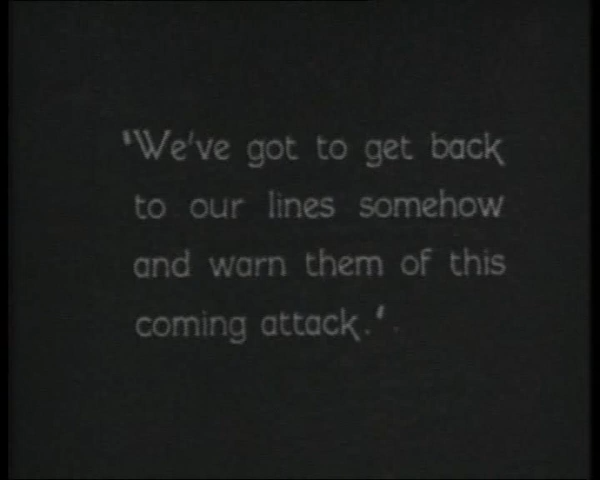 'We've got to get back
to our lines somehow
and warn them of this
coming attack.'